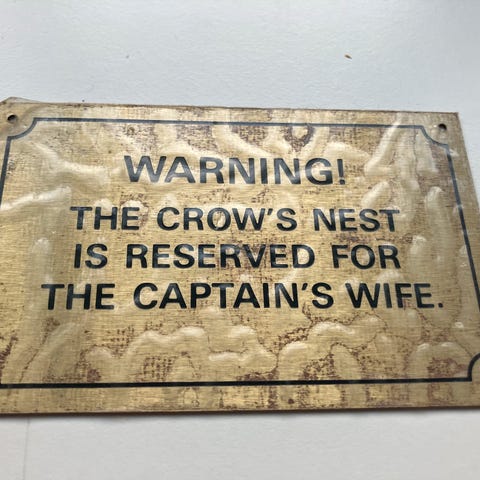 WARNING!
THE CROW'S NEST
IS RESERVED FOR
THE CAPTAIN'S WIFE.